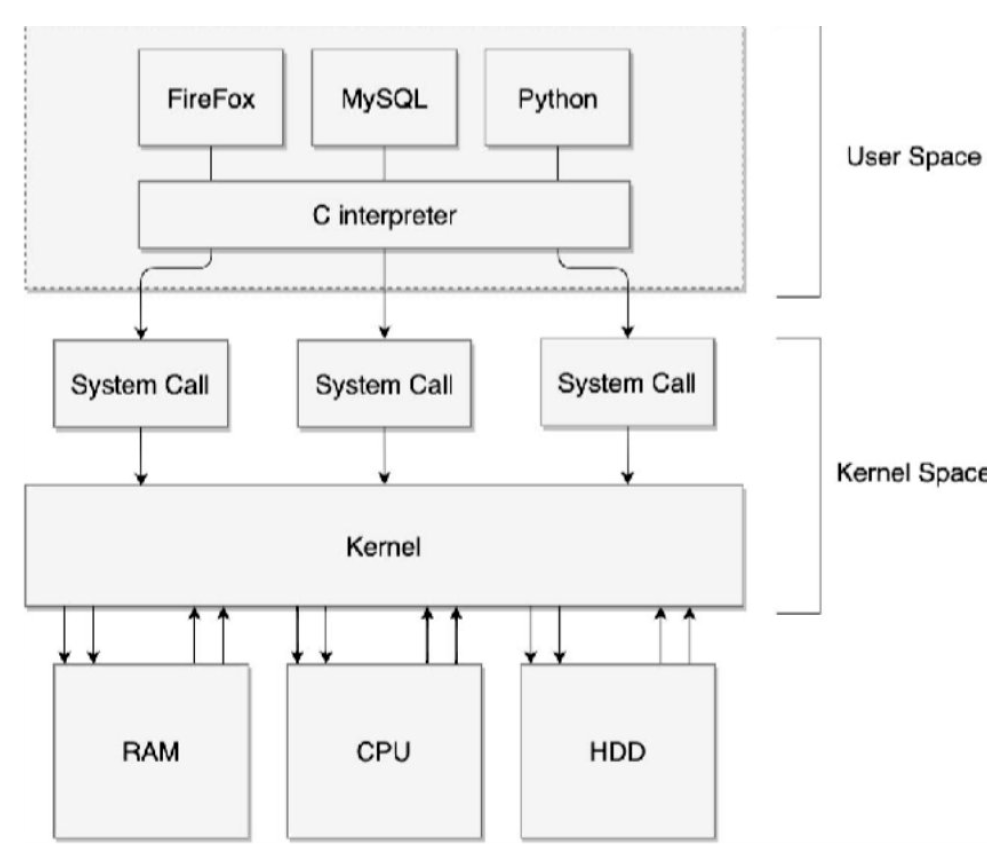 FireFox
MySQL
Python
User Space
C interpreter
System Call
System Call
System Call
Kernel Space
Kernel
RAM
CPU
HDD